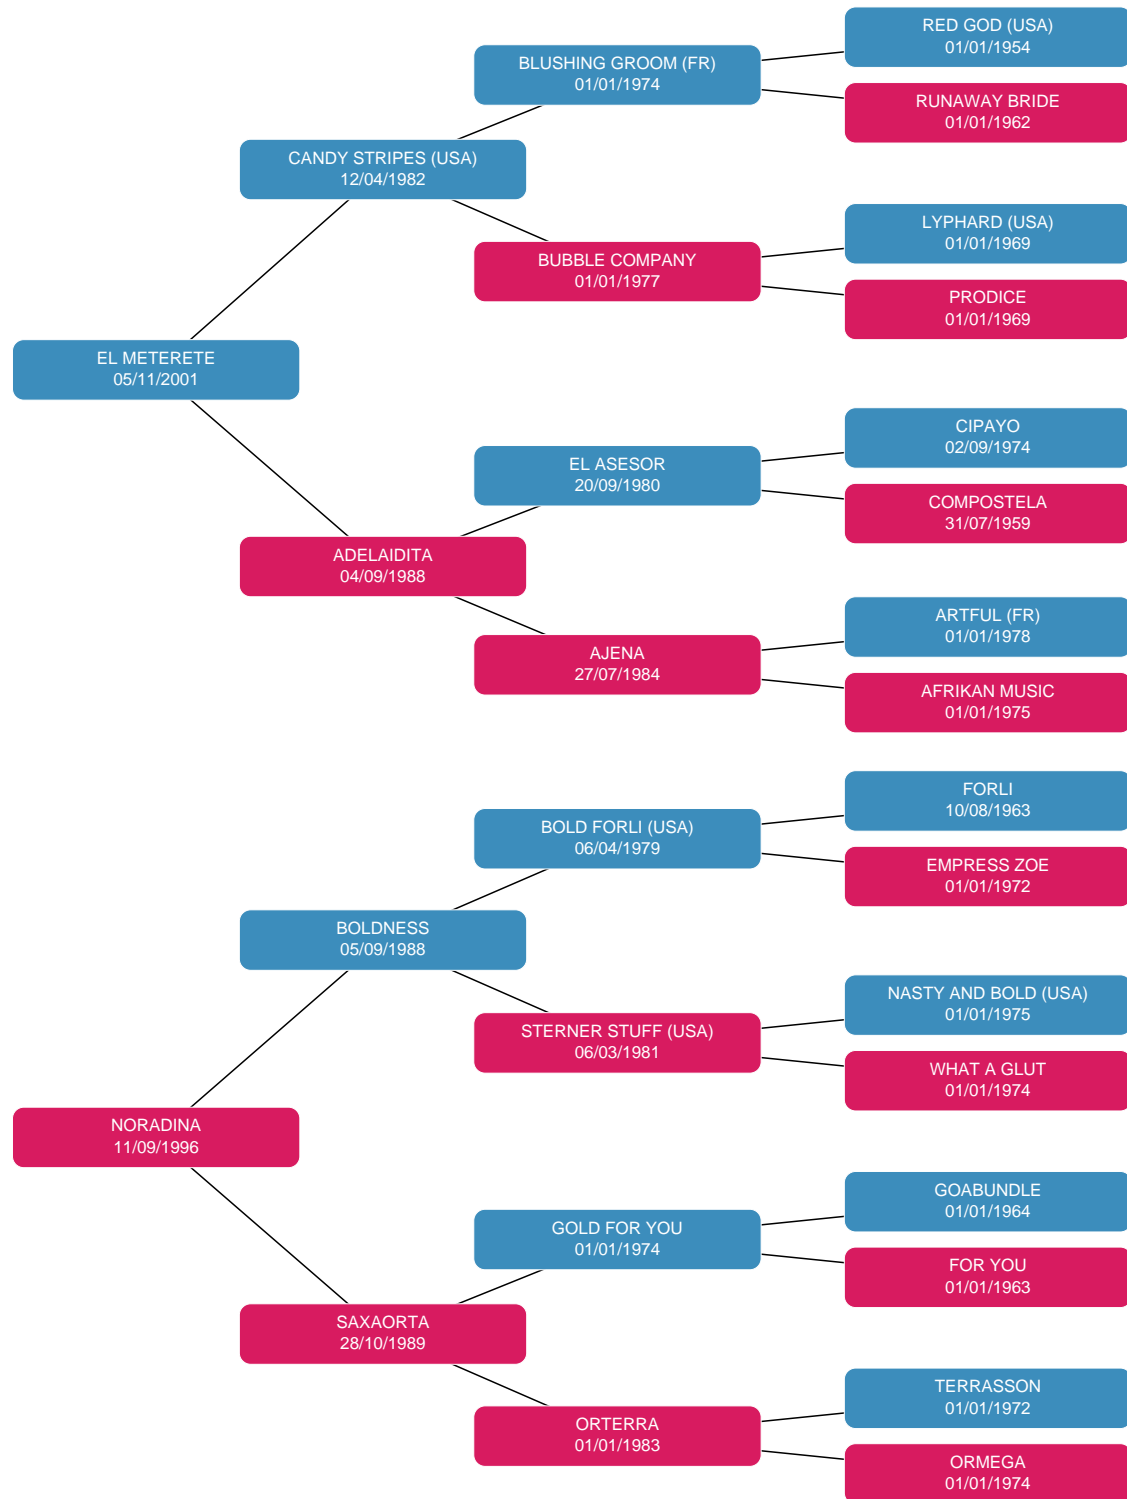 RED GOD (USA)
01/01/1954
BLUSHING GROOM (FR)
01/01/1974
RUNAWAY BRIDE
01/01/1962
CANDY STRIPES (USA)
12/04/1982
LYPHARD (USA)
01/01/1969
BUBBLE COMPANY
01/01/1977
PRODICE
01/01/1969
EL METERETE
05/11/2001
CIPAYO
02/09/1974
EL ASESOR
20/09/1980
COMPOSTELA
31/07/1959
ADELAIDITA
04/09/1988
ARTFUL (FR)
01/01/1978
AJENA
27/07/1984
AFRIKAN MUSIC
01/01/1975
FORLI
10/08/1963
BOLD FORLI (USA)
06/04/1979
EMPRESS ZOE
01/01/1972
BOLDNESS
05/09/1988
NASTY AND BOLD (USA)
01/01/1975
STERNER STUFF (USA)
06/03/1981
WHAT A GLUT
01/01/1974
NORADINA
11/09/1996
GOABUNDLE
01/01/1964
GOLD FOR YOU
01/01/1974
FOR YOU
01/01/1963
SAXAORTA
28/10/1989
TERRASSON
01/01/1972
ORTERRA
01/01/1983
ORMEGA
01/01/1974